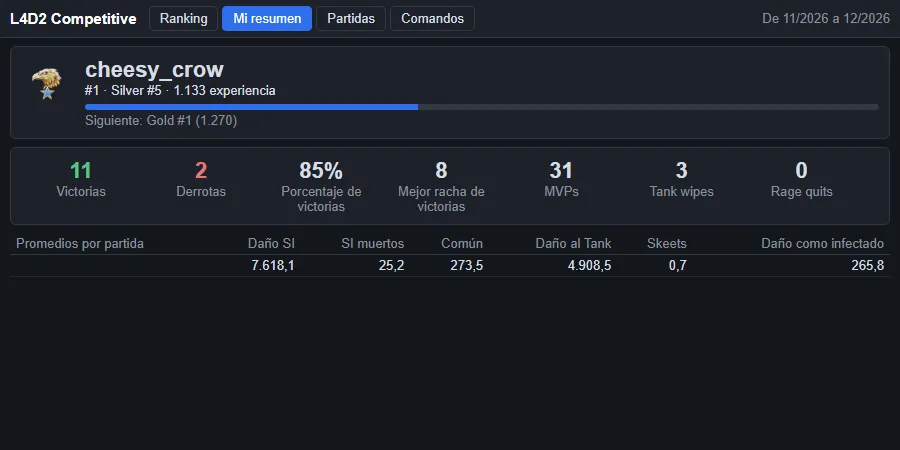 L4D2 Competitive Ranking Mi resumen Partidas Comandos De 11/2026 a 12/2026
cheesy_crow
#1 · Silver #5 · 1.133 experiencia
Siguiente: Gold #1 (1.270)
11 2 85% 8 31 3 0
Victorias Derrotas Porcentaje de victorias Mejor racha de victorias MVPs Tank wipes Rage quits
Promedios por partida Daño SI SI muertos Común Daño al Tank Skeets Daño como infectado
7.618,1 25,2 273,5 4.908,5 0,7 265,8